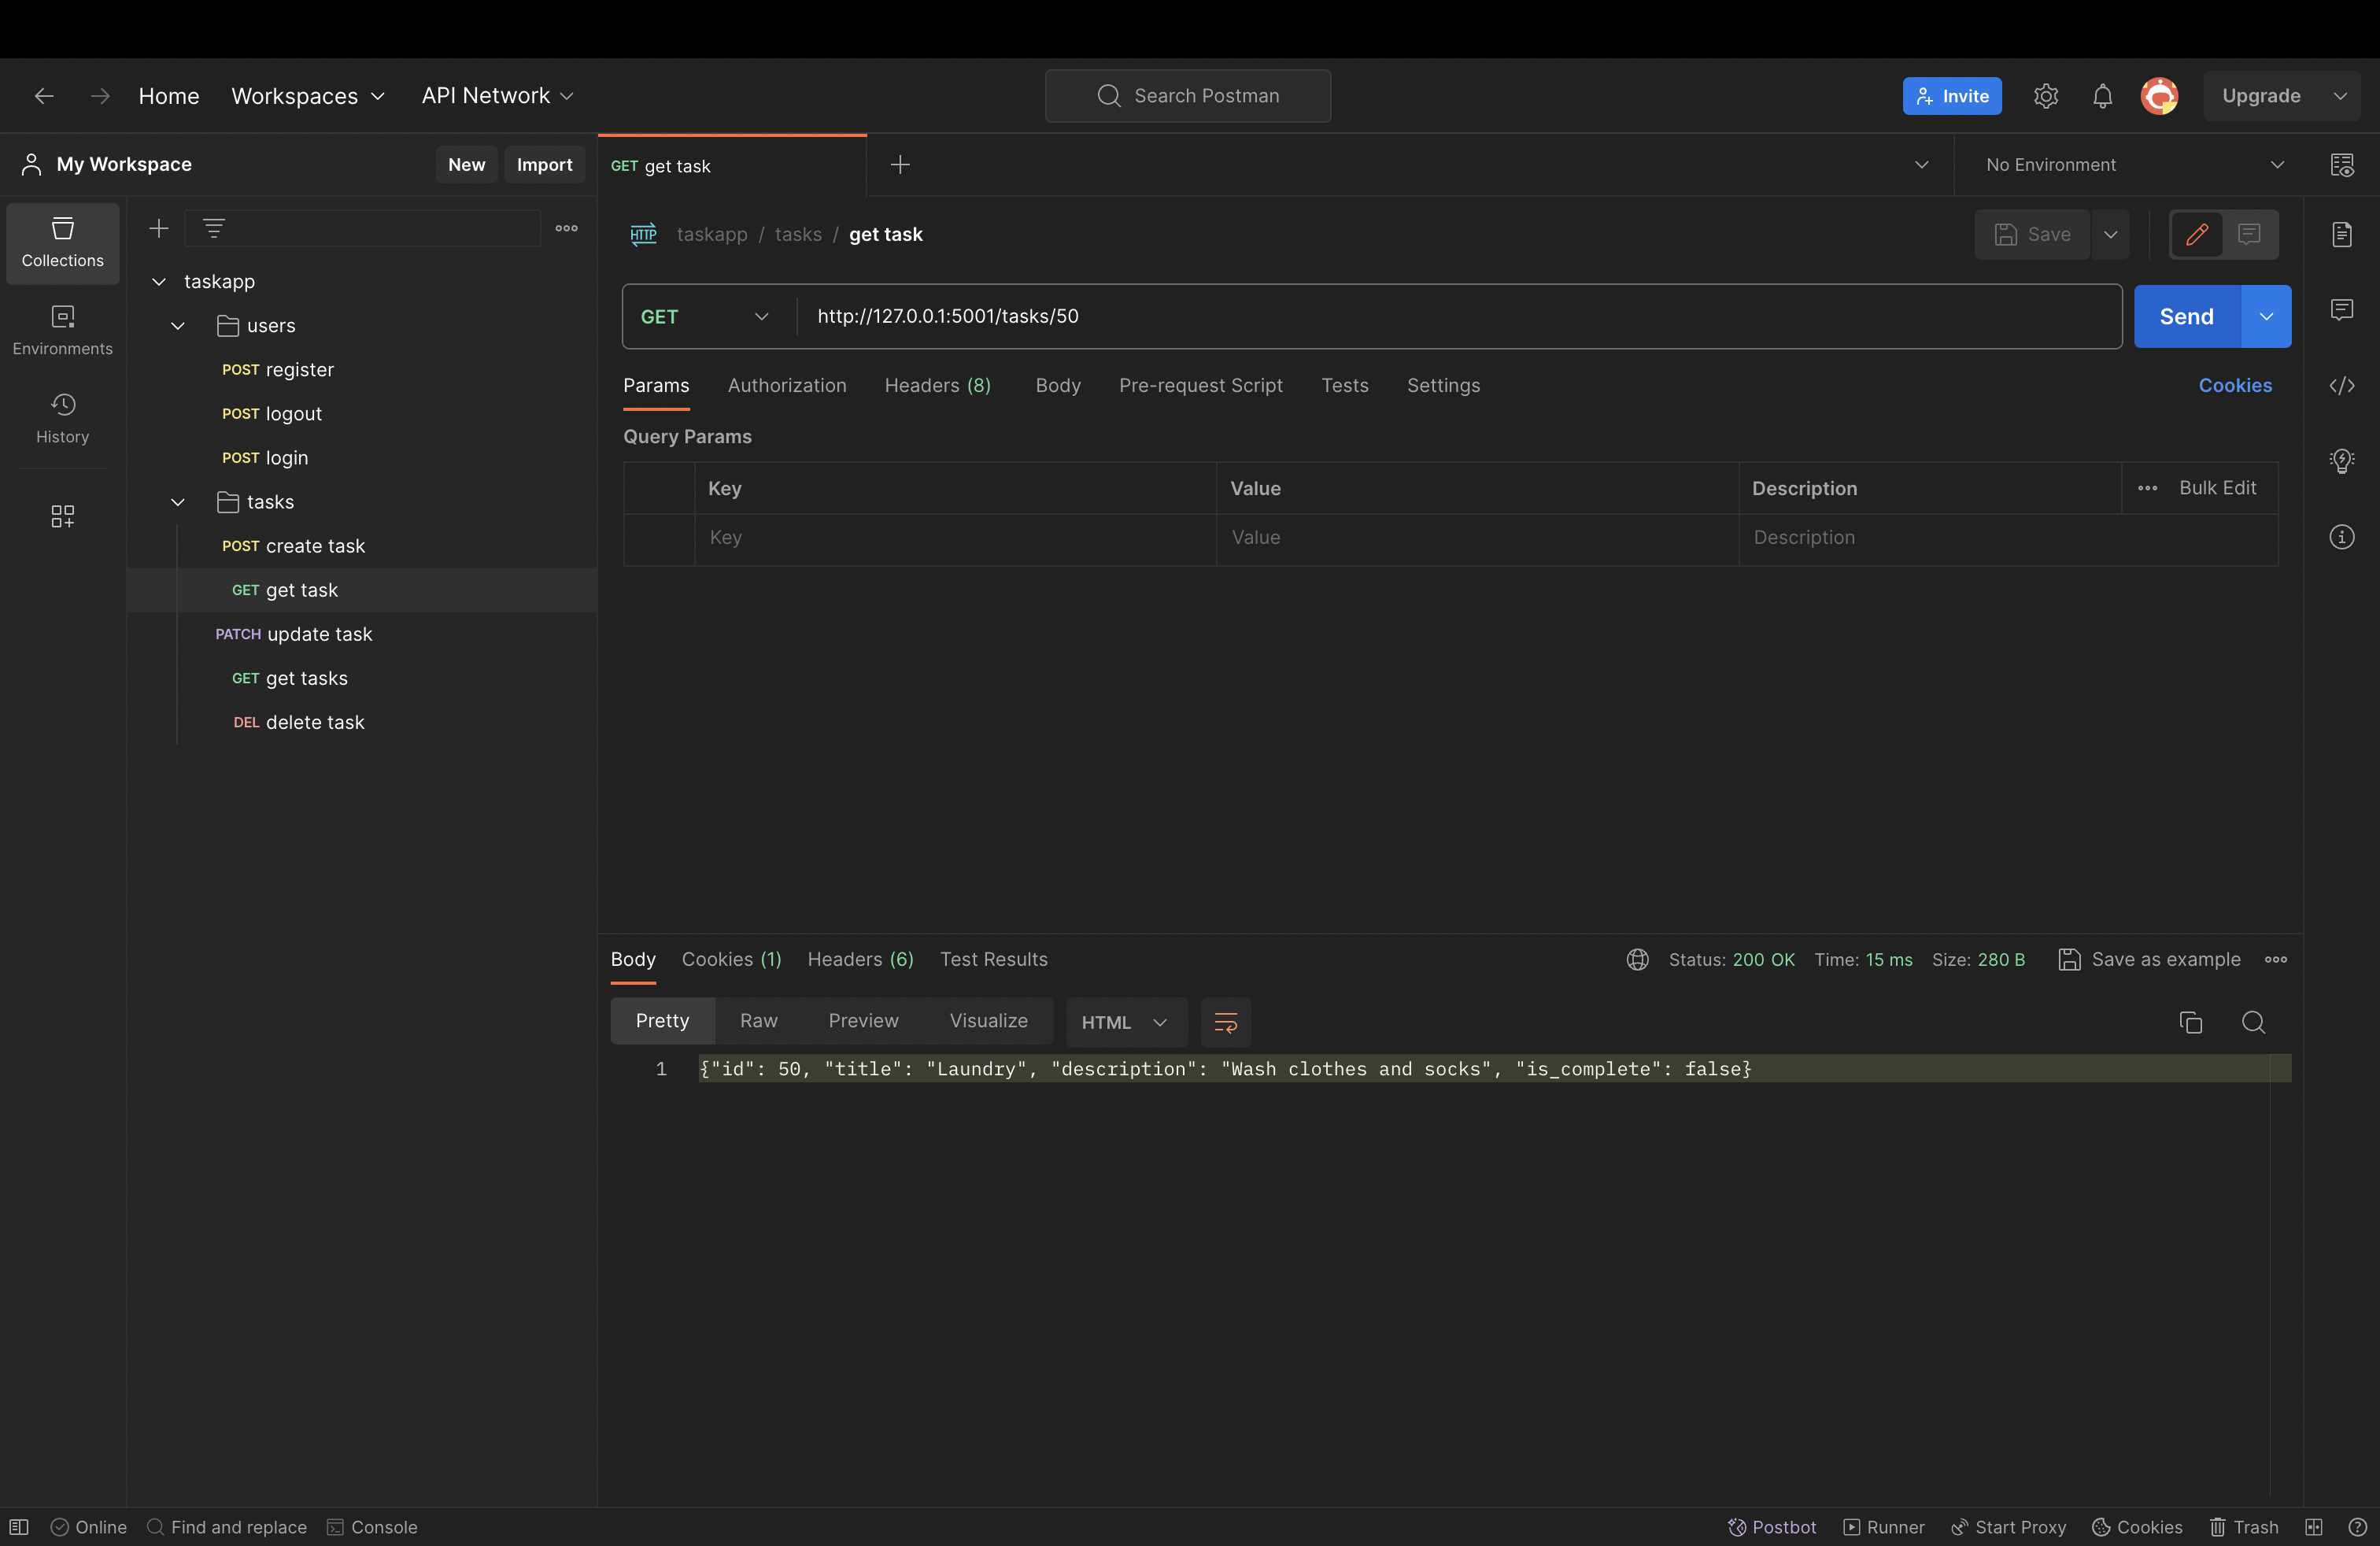 Home Workspaces API Network Search Postman Invite Upgrade
My Workspace New Import GET get task No Environment
Collections
Environments
History
taskapp
users
POST register
POST logout
POST login
tasks
POST create task
GET get task
PATCH update task
GET get tasks
DEL delete task
HTTP taskapp / tasks / get task Save
GET http://127.0.0.1:5001/tasks/50 Send
Params Authorization Headers (8) Body Pre-request Script Tests Settings Cookies
Query Params
Key Value Description Bulk Edit
Key Value Description
Body Cookies (1) Headers (6) Test Results Status: 200 OK Time: 15 ms Size: 280 B Save as example
Pretty Raw Preview Visualize HTML
1 {"id": 50, "title": "Laundry", "description": "Wash clothes and socks", "is_complete": false}
Online Find and replace Console Postbot Runner Start Proxy Cookies Trash